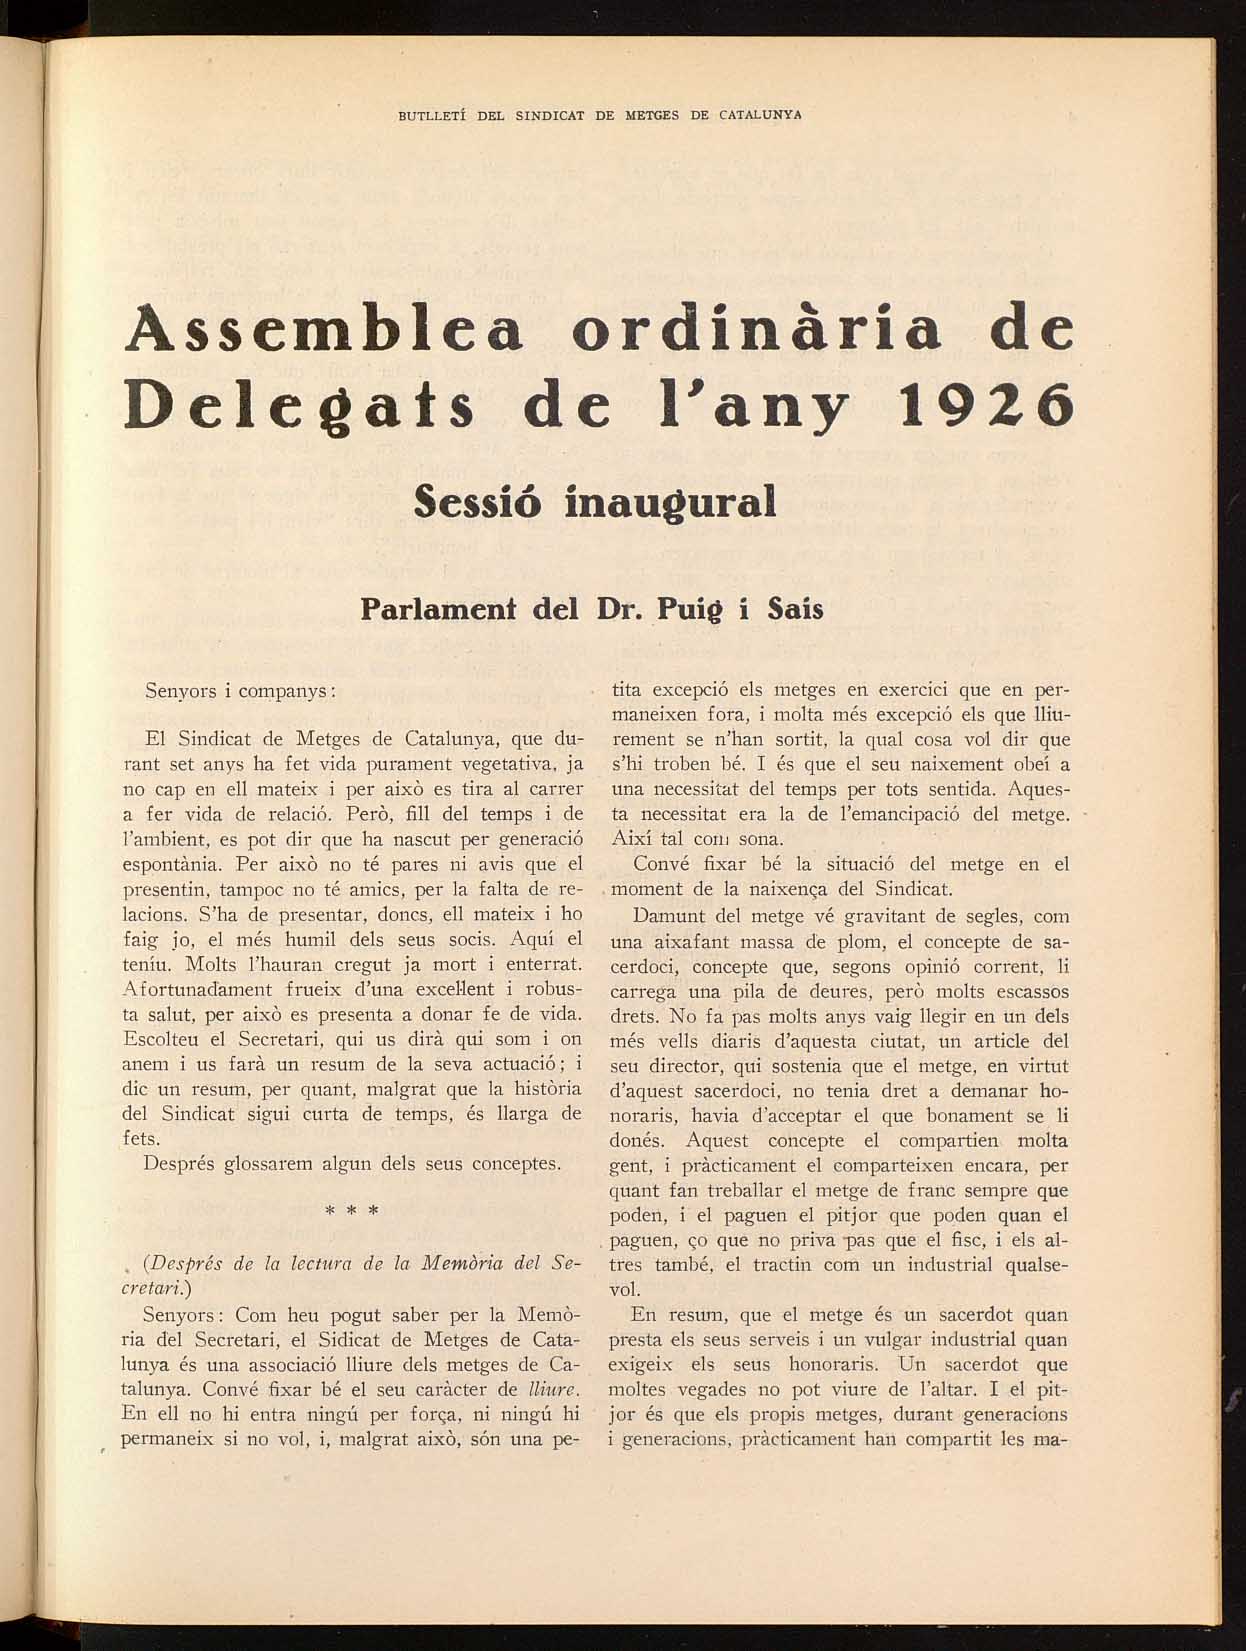 BUTLLETÍ DEL SINDICAT DE METGES DE CATALUNYA
Assemblea ordinària de
Delegats de l'any 1926
Sessió inaugural
Parlament del Dr. Puig i Sais
Senyors i companys:
El Sindicat de Metges de Catalunya, que du-
rant set anys ha fet vida purament vegetativa, ja
no cap en ell mateix i per això es tira al carrer
a fer vida de relació. Però, fill del temps i de
l'ambient, es pot dir que ha nascut per generació
espontània. Per això no té pares ni avis que el
presentin, tampoc no té amics, per la falta de re-
lacions. S'ha de presentar, doncs, ell mateix i ho
faig jo, el més humil dels seus socis. Aquí el
teníu. Molts l'hauran cregut ja mort i enterrat.
Afortunadament frueix d'una excel·lent i robus-
ta salut, per això es presenta a donar fe de vida.
Escolteu el Secretari, qui us dirà qui som i on
anem i us farà un resum de la seva actuació; i
dic un resum, per quant, malgrat que la història
del Sindicat sigui curta de temps, és llarga de
fets.
Després glossarem algun dels seus conceptes.
* * *
(Després de la lectura de la Memòria del Se-
cretari.)
Senyors: Com heu pogut saber per la Memò-
ria del Secretari, el Sidicat de Metges de Cata-
lunya és una associació lliure dels metges de Ca-
talunya. Convé fixar bé el seu caràcter de lliure.
En ell no hi entra ningú per força, ni ningú hi
permaneix si no vol, i, malgrat això, són una pe-
tita excepció els metges en exercici que en per-
maneixen fora, i molta més excepció els que lliu-
rement se n'han sortit, la qual cosa vol dir que
s'hi troben bé. I és que el seu naixement obeí a
una necessitat del temps per tots sentida. Aques-
ta necessitat era la de l'emancipació del metge.
Així tal com sona.
Convé fixar bé la situació del metge en el
moment de la naixença del Sindicat.
Damunt del metge vé gravitant de segles, com
una aixafant massa de plom, el concepte de sa-
cerdoci, concepte que, segons opinió corrent, li
carrega una pila de deures, però molts escassos
drets. No fa pas molts anys vaig llegir en un dels
més vells diaris d'aquesta ciutat, un article del
seu director, qui sostenia que el metge, en virtut
d'aquest sacerdoci, no tenia dret a demanar ho-
noraris, havia d'acceptar el que bonament se li
donés. Aquest concepte el compartien molta
gent, i pràcticament el comparteixen encara, per
quant fan treballar el metge de franc sempre que
poden, i el paguen el pitjor que poden quan el
paguen, ço que no priva pas que el fisc, i els al-
tres també, el tractin com un industrial qualse-
vol.
En resum, que el metge és un sacerdot quan
presta els seus serveis i un vulgar industrial quan
exigeix els seus honoraris. Un sacerdot que
moltes vegades no pot viure de l'altar. I el pit-
jor és que els propis metges, durant generacions
i generacions, pràcticament han compartit les ma-